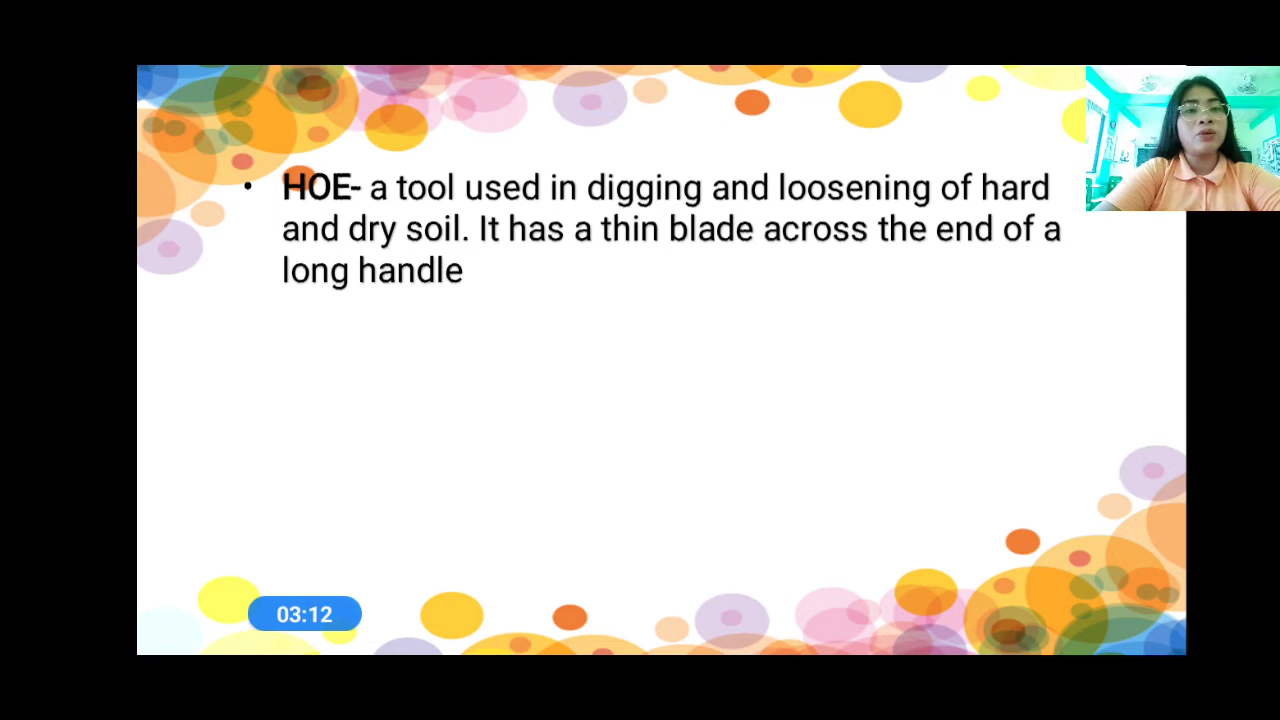 • HOE- a tool used in digging and loosening of hard
and dry soil. It has a thin blade across the end of a
long handle
03:12